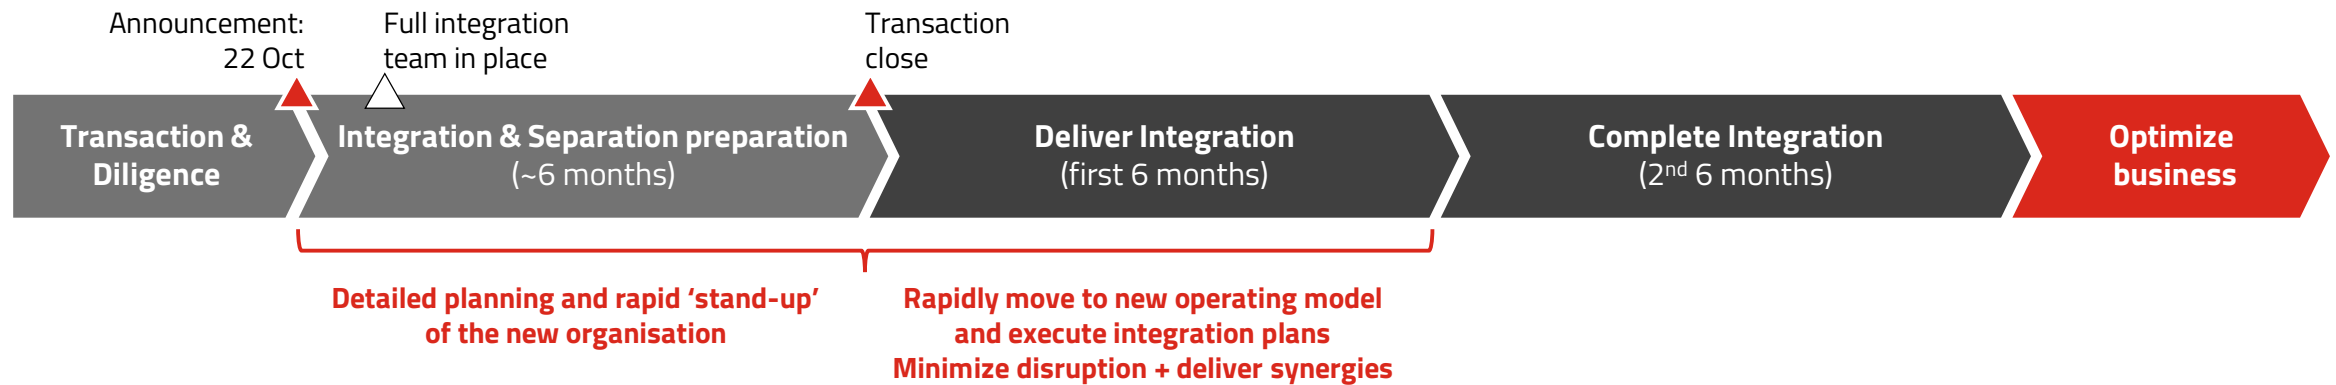 Announcement:
22 Oct
Full integration
team in place
Transaction
close
Transaction &
Diligence
Integration & Separation preparation
(~6 months)
Deliver Integration
(first 6 months)
Complete Integration
(2nd 6 months)
Optimize
business
Detailed planning and rapid ‘stand-up’
of the new organisation
Rapidly move to new operating model
and execute integration plans
Minimize disruption + deliver synergies